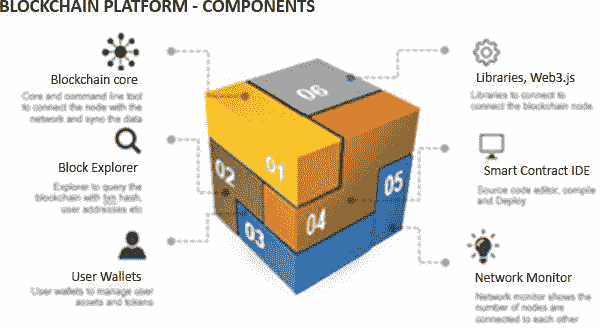 BLOCKCHAIN PLATFORM - COMPONENTS
Blockchain core
Core and command line tool
to connect the node with the
network and sync the data
Block Explorer
Explorer to query the
blockchain with txn hash,
user addresses etc
User Wallets
User wallets to manage user
assets and tokens
01
02
03
04
05
06
Libraries, Web3.js
Libraries to connect to
connect the blockchain node
Smart Contract IDE
Source code editor, compile
and Deploy
Network Monitor
Network monitor shows the
number of nodes are
connected to each other